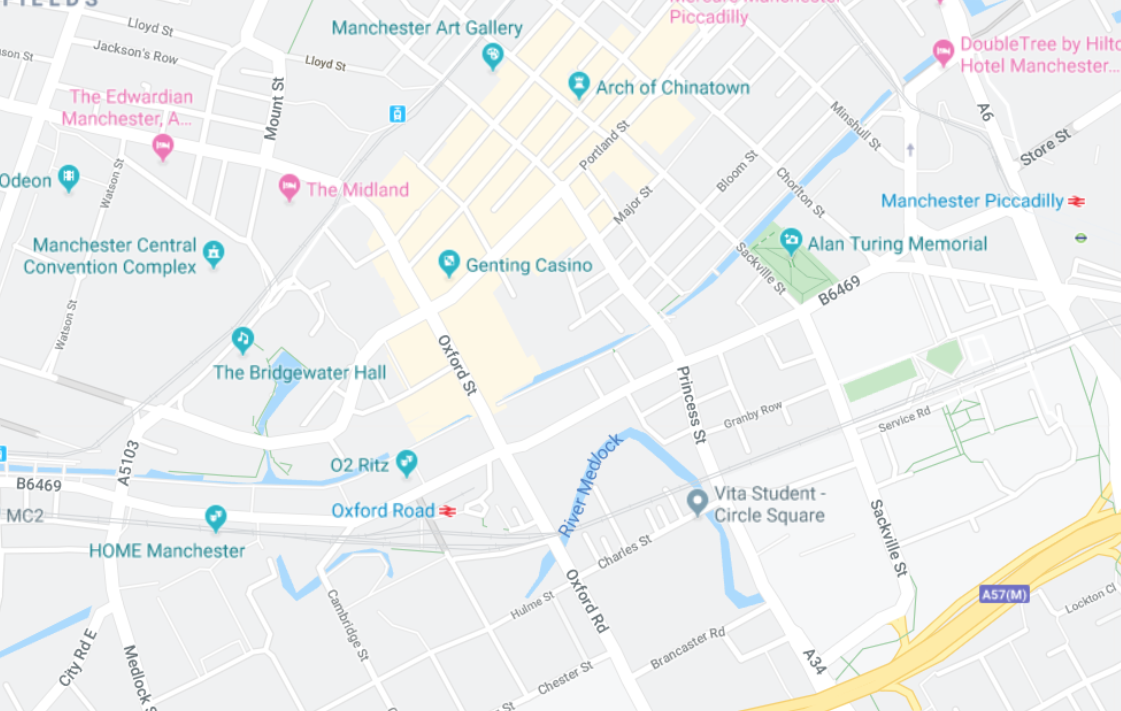 FIELDS
Lloyd St
Jackson's Row
son St
Mount St
Lloyd St
Manchester Art Gallery
Arch of Chinatown
Piccadilly
DoubleTree by Hilto
Hotel Manchester...
A6
Store St
Minshull St
The Edwardian
Manchester, A...
Odeon
Watson St
The Midland
Portland St
Major St
Bloom St
Chorlton St
Manchester Piccadilly
Manchester Central
Convention Complex
Genting Casino
Alan Turing Memorial
Sackville St
B6469
Watson St
The Bridgewater Hall
Oxford St
Princess St
Granby Row
Service Rd
A5103
O2 Ritz
River Medlock
B6469
MC2
Oxford Road
Vita Student -
Circle Square
HOME Manchester
Charles St
Sackville St
Oxford Rd
Hulme St
Cambridge St
A57(M)
Lockton Cl
City Rd E
Medlock S
Chester St
Brancaster Rd
A34
St